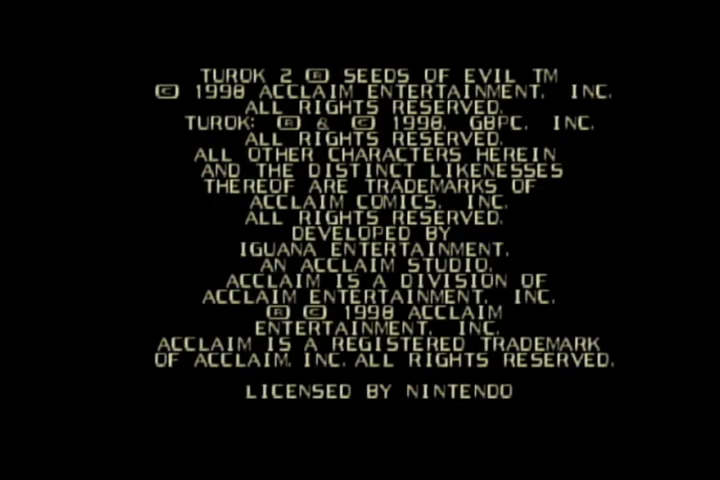 TUROK 2 ® SEEDS OF EVIL TM
© 1998 ACCLAIM ENTERTAINMENT, INC.
ALL RIGHTS RESERVED.
TUROK: ® & © 1998, GBPC, INC.
ALL RIGHTS RESERVED.
ALL OTHER CHARACTERS HEREIN
AND THE DISTINCT LIKENESSES
THEREOF ARE TRADEMARKS OF
ACCLAIM COMICS, INC.
ALL RIGHTS RESERVED.
DEVELOPED BY
IGUANA ENTERTAINMENT,
AN ACCLAIM STUDIO.
ACCLAIM IS A DIVISION OF
ACCLAIM ENTERTAINMENT, INC.
® © 1998 ACCLAIM
ENTERTAINMENT, INC.
ACCLAIM IS A REGISTERED TRADEMARK
OF ACCLAIM, INC. ALL RIGHTS RESERVED.
LICENSED BY NINTENDO